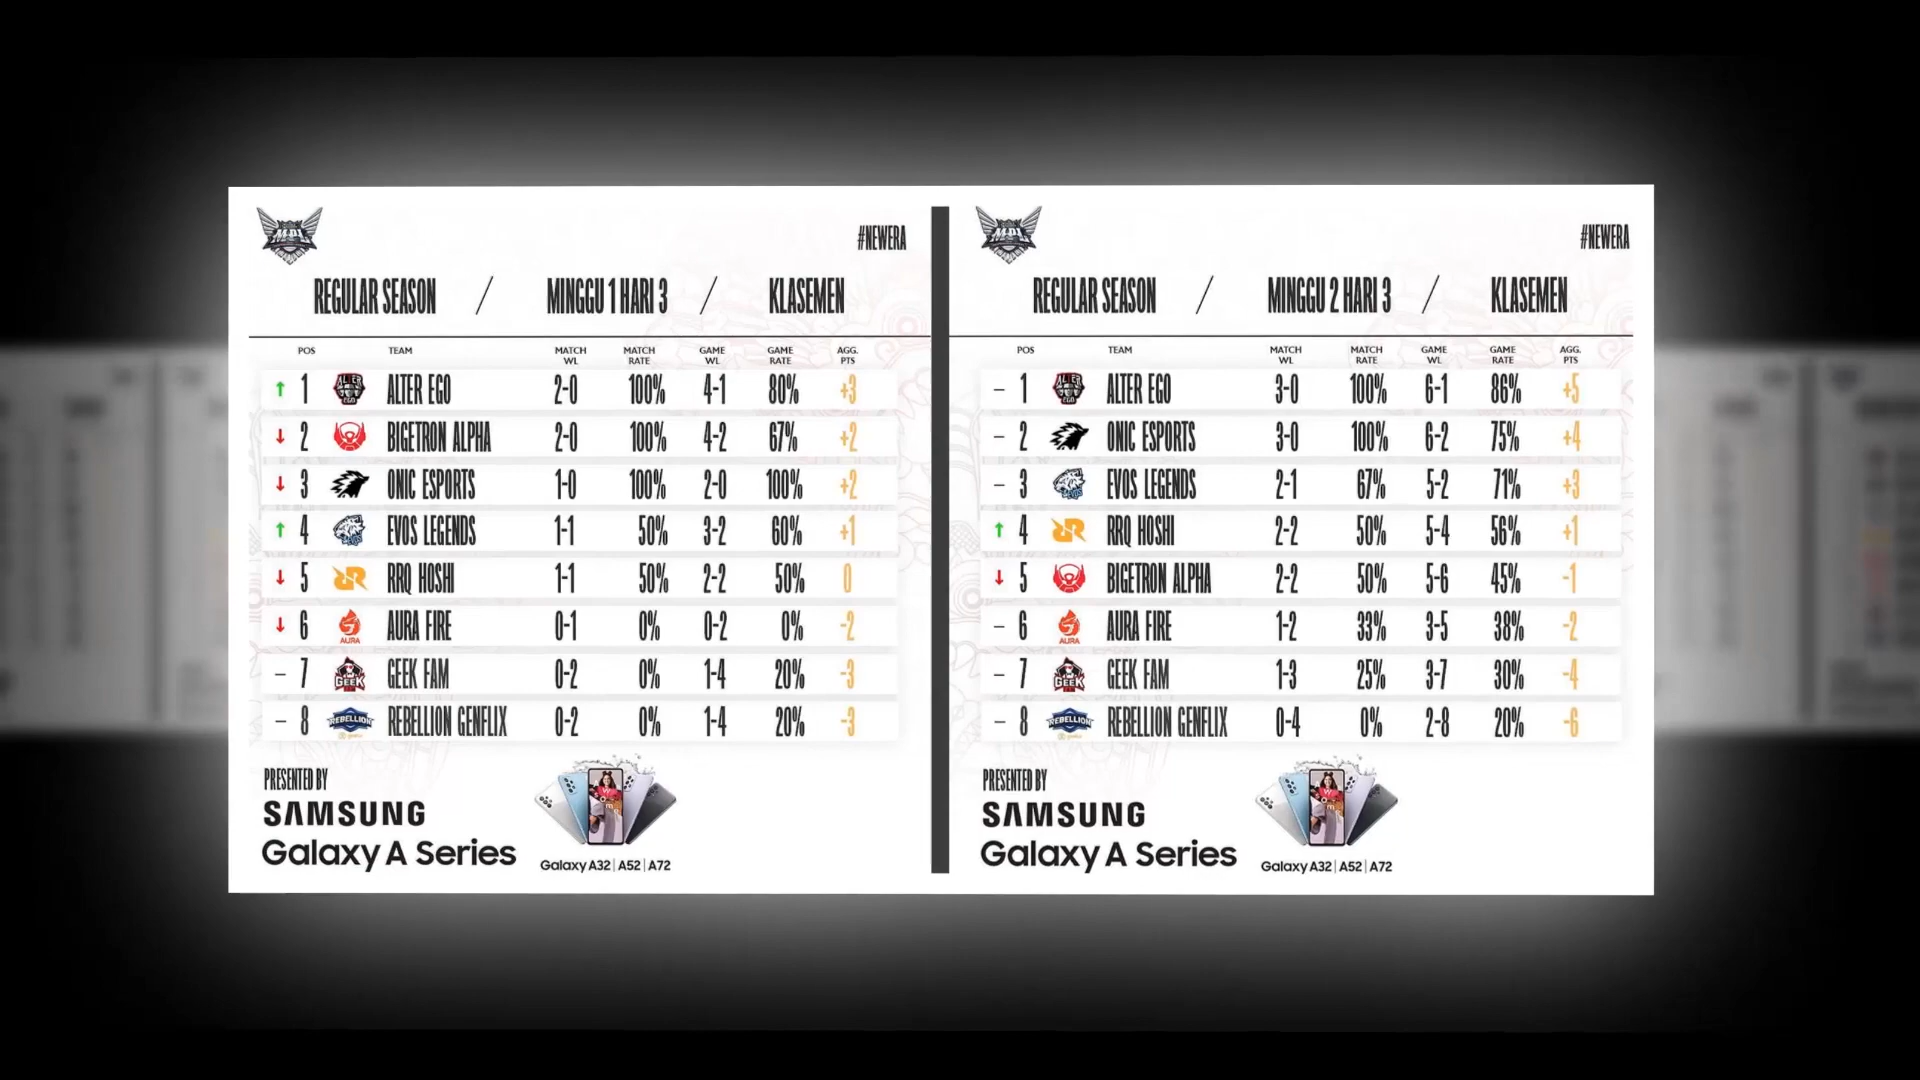 MPL
#NEWERA
REGULAR SEASON / MINGGU 1 HARI 3 / KLASEMEN
POS TEAM MATCH WL MATCH RATE GAME WL GAME RATE AGG. PTS
↑ 1 ALTER EGO 2-0 100% 4-1 80% +3
↓ 2 BIGETRON ALPHA 2-0 100% 4-2 67% +2
↓ 3 ONIC ESPORTS 1-0 100% 2-0 100% +2
↑ 4 EVOS LEGENDS 1-1 50% 3-2 60% +1
↓ 5 RRQ HOSHI 1-1 50% 2-2 50% 0
↓ 6 AURA AURA FIRE 0-1 0% 0-2 0% -2
- 7 GEEK GEEK FAM 0-2 0% 1-4 20% -3
- 8 REBELLION REBELLION GENFLIX 0-2 0% 1-4 20% -3
PRESENTED BY
SAMSUNG
Galaxy A Series
Galaxy A32 | A52 | A72
MPL
#NEWERA
REGULAR SEASON / MINGGU 2 HARI 3 / KLASEMEN
POS TEAM MATCH WL MATCH RATE GAME WL GAME RATE AGG. PTS
- 1 ALTER EGO 3-0 100% 6-1 86% +5
- 2 ONIC ESPORTS 3-0 100% 6-2 75% +4
- 3 EVOS LEGENDS 2-1 67% 5-2 71% +3
↑ 4 RRQ HOSHI 2-2 50% 5-4 56% +1
↓ 5 BIGETRON ALPHA 2-2 50% 5-6 45% -1
- 6 AURA AURA FIRE 1-2 33% 3-5 38% -2
- 7 GEEK GEEK FAM 1-3 25% 3-7 30% -4
- 8 REBELLION REBELLION GENFLIX 0-4 0% 2-8 20% -6
PRESENTED BY
SAMSUNG
Galaxy A Series
Galaxy A32 | A52 | A72